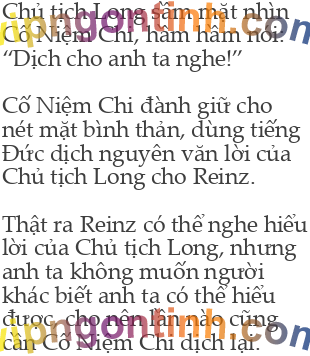 Chủ tịch Long sầm mặt nhìn
Cố Niệm Chi, hầm hầm nói:
“Dịch cho anh ta nghe!”
Cố Niệm Chi đành giữ cho
nét mặt bình thản, dùng tiếng
Đức dịch nguyên văn lời của
Chủ tịch Long cho Reinz.
Thật ra Reinz có thể nghe hiểu
lời của Chủ tịch Long, nhưng
anh ta không muốn người
khác biết anh ta có thể hiểu
được, cho nên lần nào cũng
cần Cố Niệm Chi dịch lại.
vipngontinh.com
vipngontinh.com